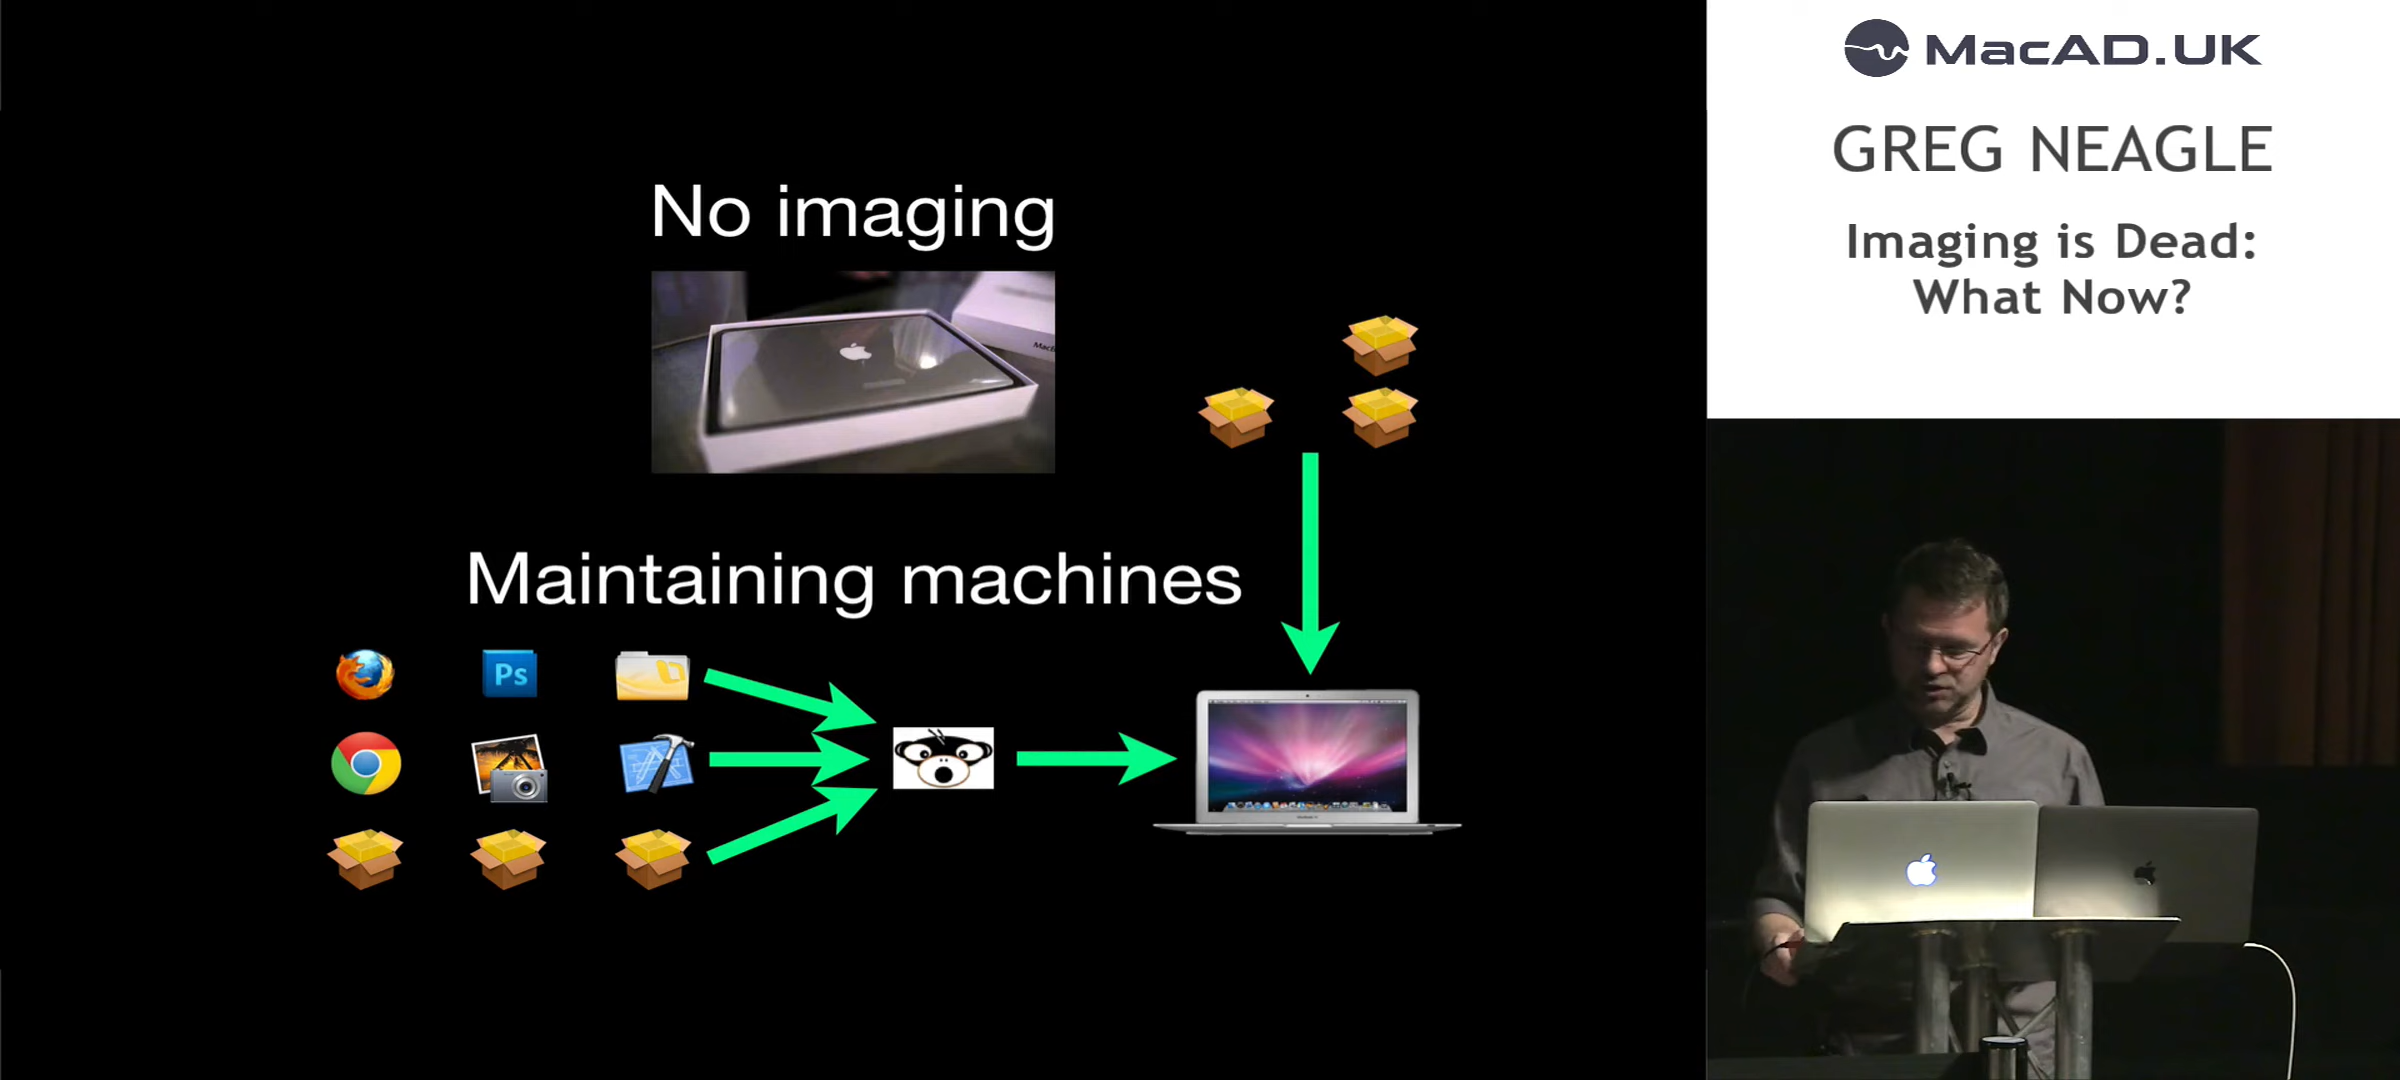 No imaging
Maintaining machines
Ps
MacAD.UK
GREG NEAGLE
Imaging is Dead:
What Now?